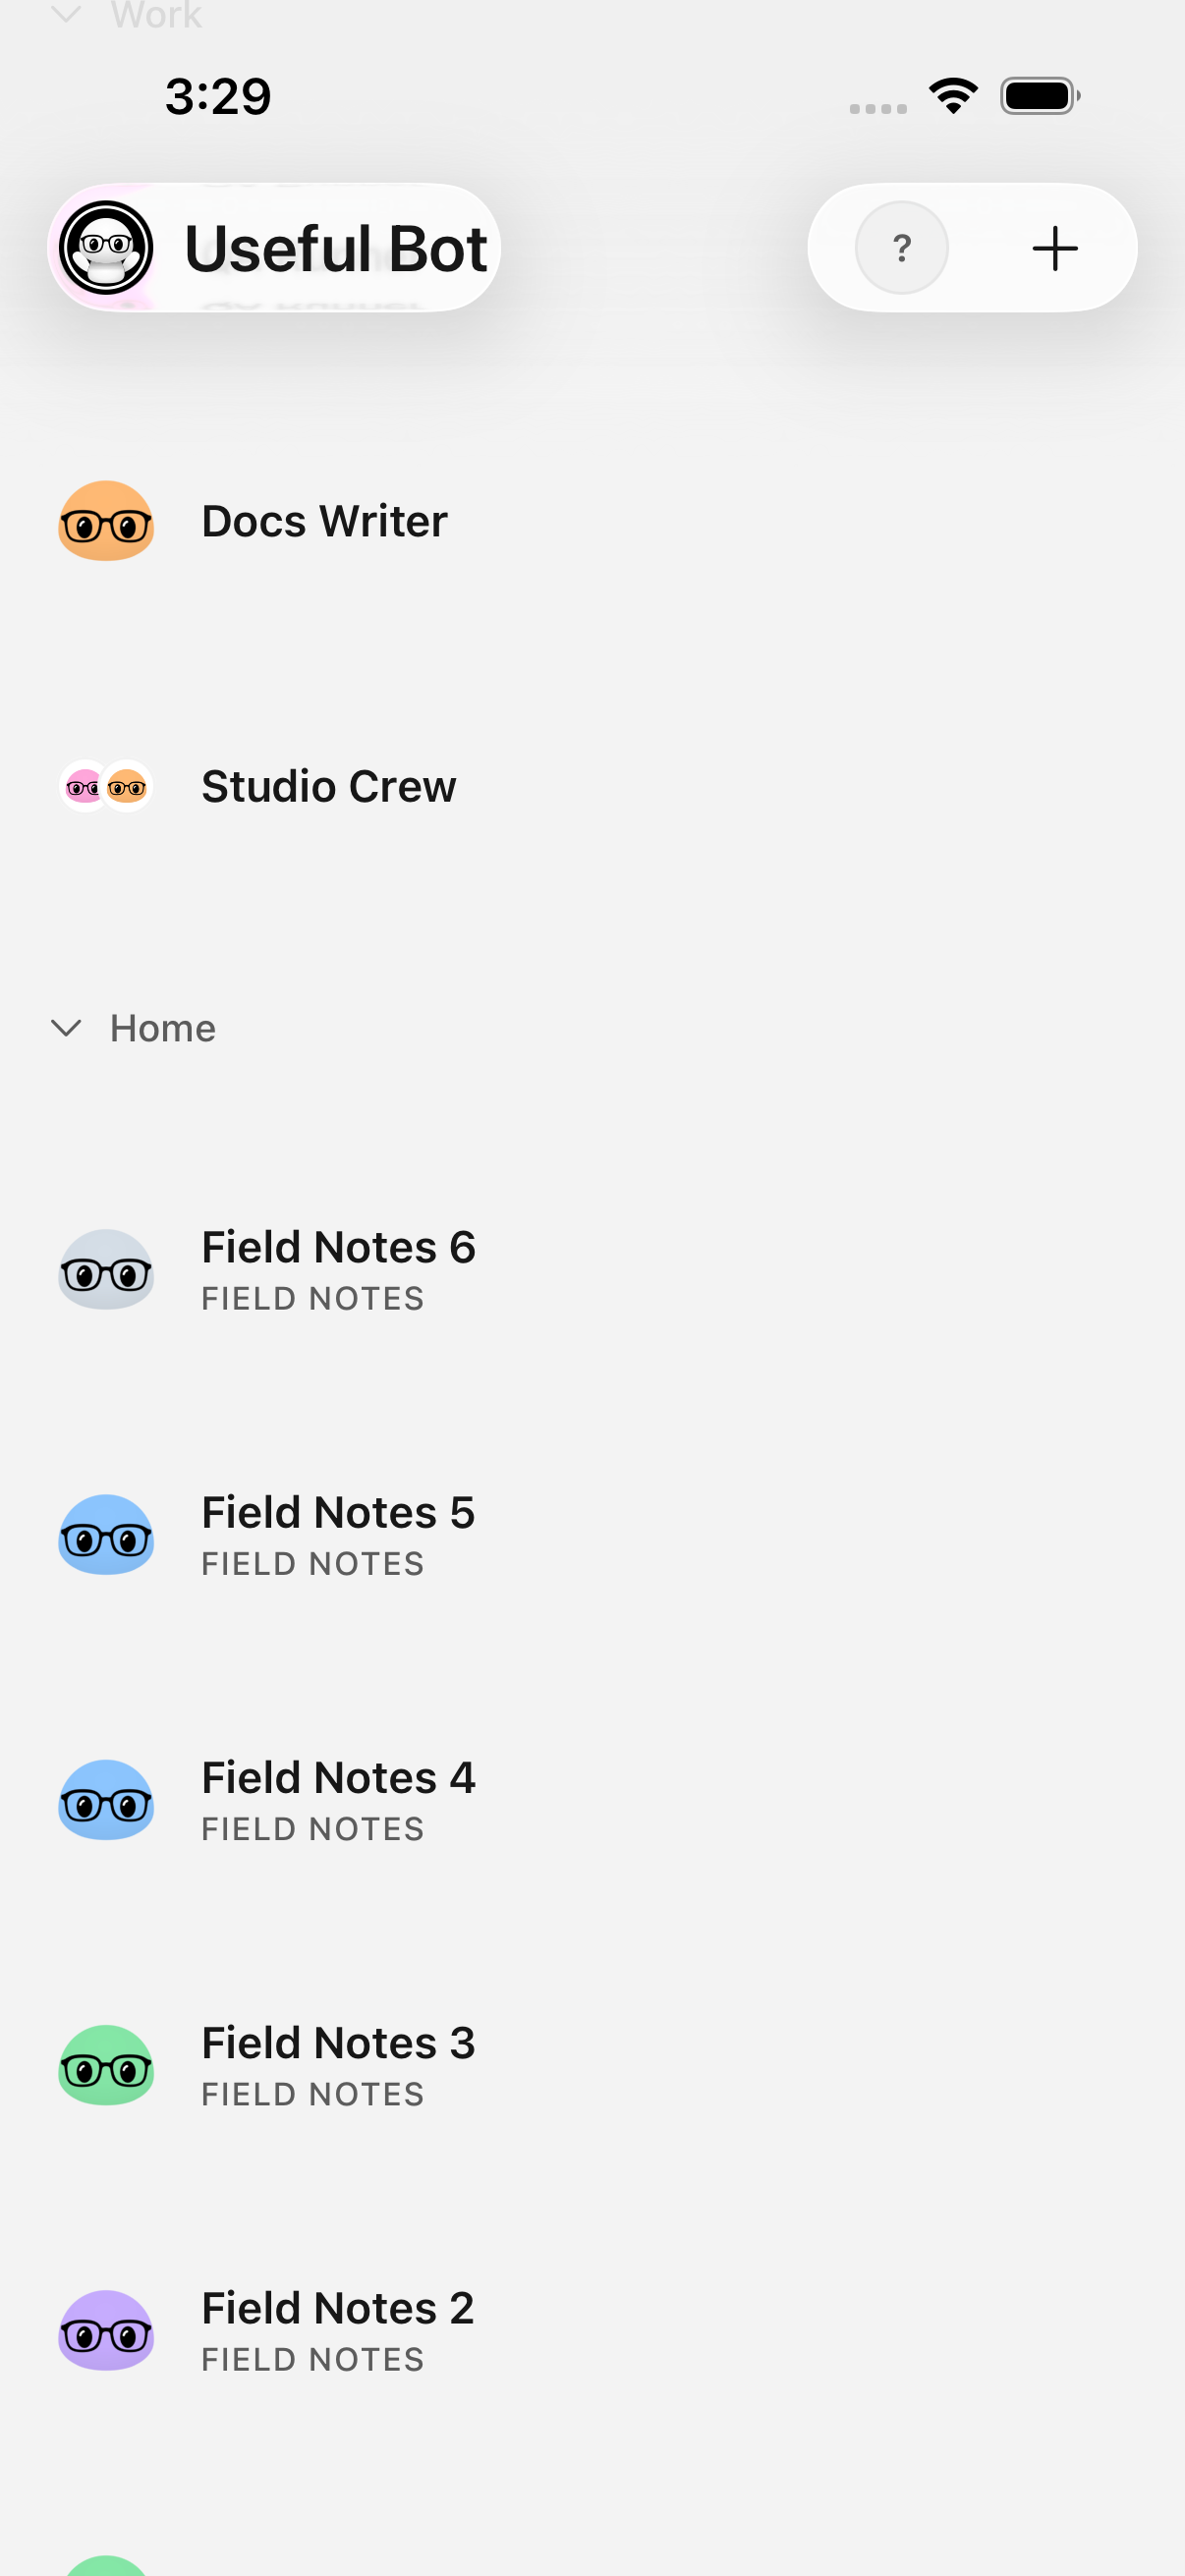 Work
3:29
Useful Bot
?
Docs Writer
Studio Crew
Home
Field Notes 6
FIELD NOTES
Field Notes 5
FIELD NOTES
Field Notes 4
FIELD NOTES
Field Notes 3
FIELD NOTES
Field Notes 2
FIELD NOTES